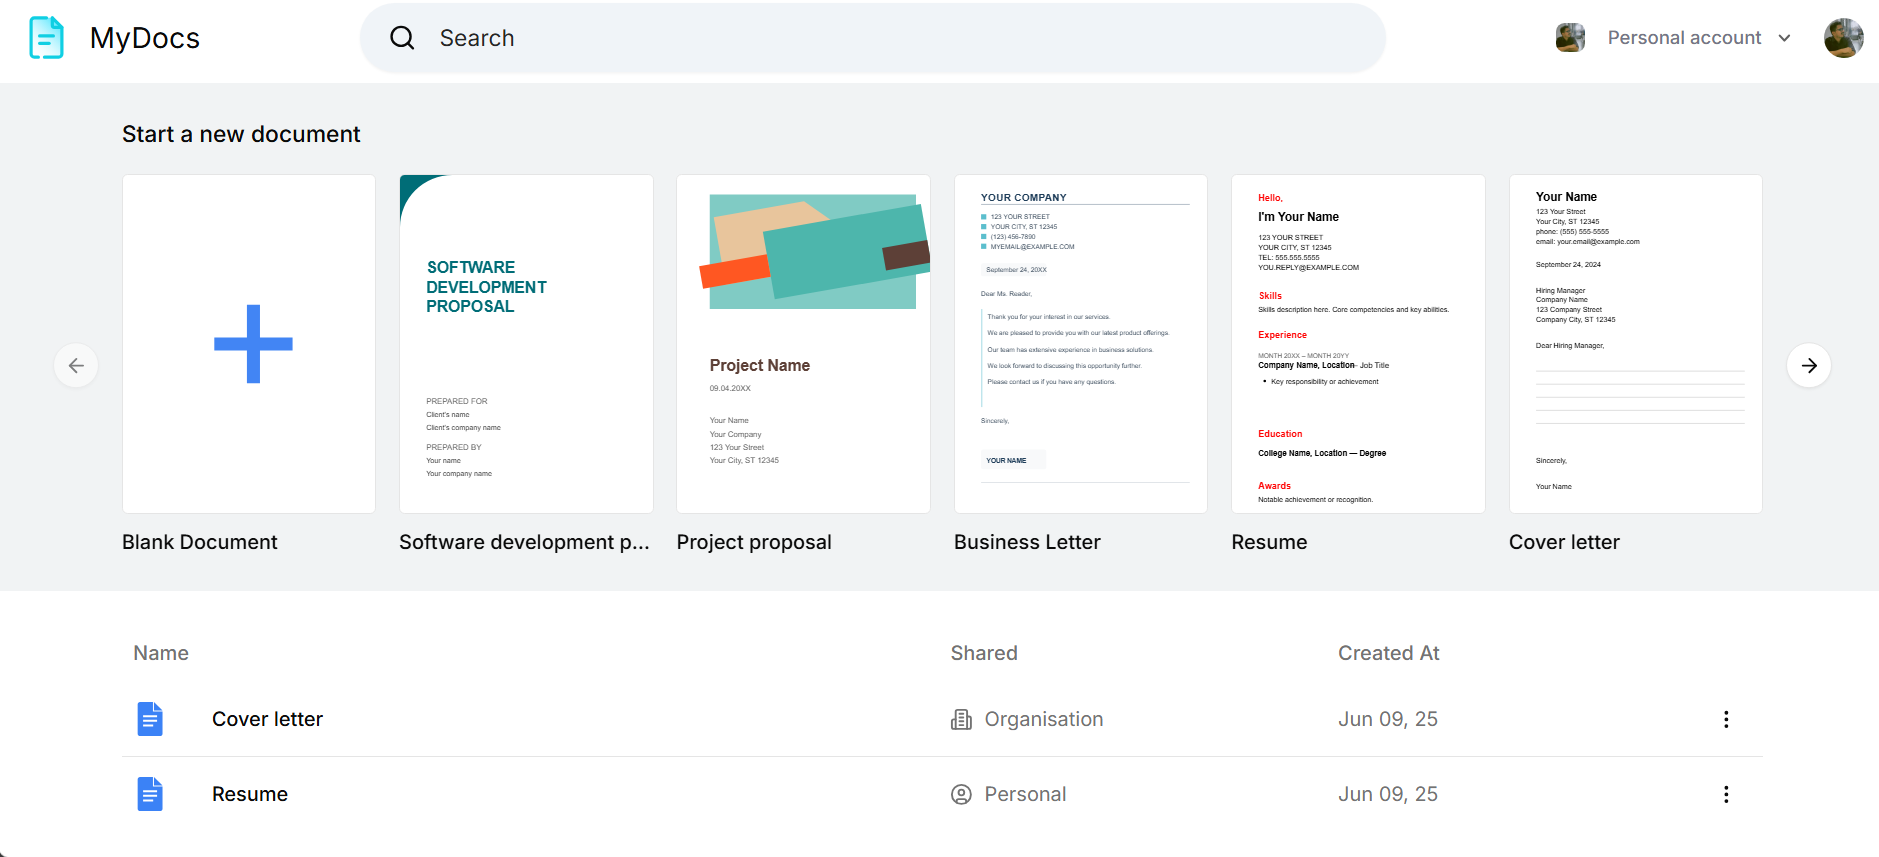 MyDocs
Search
Personal account
Start a new document
SOFTWARE
DEVELOPMENT
PROPOSAL
PREPARED FOR
Client's name
Client's company name
PREPARED BY
Your name
Your company name
Project Name
09.04.20XX
Your Name
Your Company
123 Your Street
Your City, ST 12345
YOUR COMPANY
123 YOUR STREET
YOUR CITY, ST 12345
(123) 456-7890
MYEMAIL@EXAMPLE.COM
September 24, 20XX
Dear Ms. Reader,
Thank you for your interest in our services.
We are pleased to provide you with our latest product offerings.
Our team has extensive experience in business solutions.
We look forward to discussing this opportunity further.
Please contact us if you have any questions.
Sincerely,
YOUR NAME
Hello,
I'm Your Name
123 YOUR STREET
YOUR CITY, ST 12345
TEL: 555.555.5555
YOU.REPLY@EXAMPLE.COM
Skills
Skills description here. Core competencies and key abilities.
Experience
MONTH 20XX – MONTH 20YY
Company Name, Location– Job Title
• Key responsibility or achievement
Education
College Name, Location — Degree
Awards
Notable achievement or recognition.
Your Name
123 Your Street
Your City, ST 12345
phone: (555) 555-5555
email: your.email@example.com
September 24, 2024
Hiring Manager
Company Name
123 Company Street
Company City, ST 12345
Dear Hiring Manager,
Sincerely,
Your Name
Blank Document
Software development p...
Project proposal
Business Letter
Resume
Cover letter
Name Shared Created At
Cover letter Organisation Jun 09, 25
Resume Personal Jun 09, 25